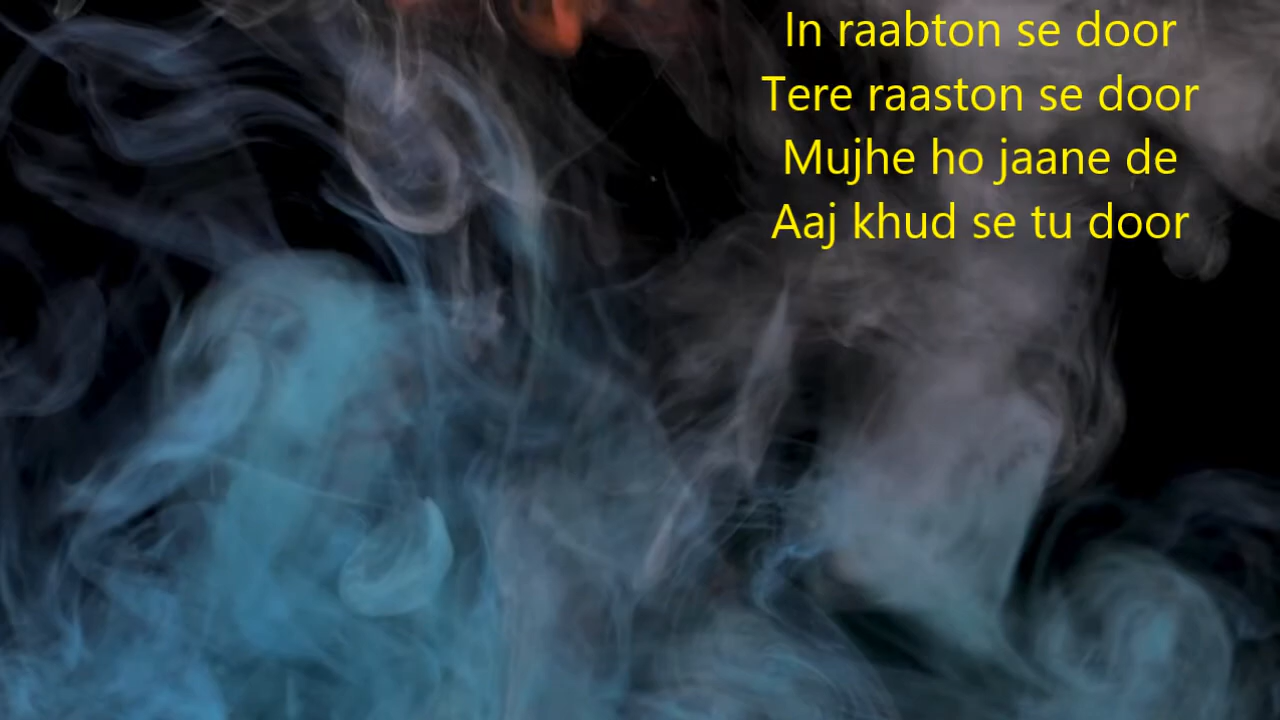 In raabton se door
Tere raaston se door
Mujhe ho jaane de
Aaj khud se tu door